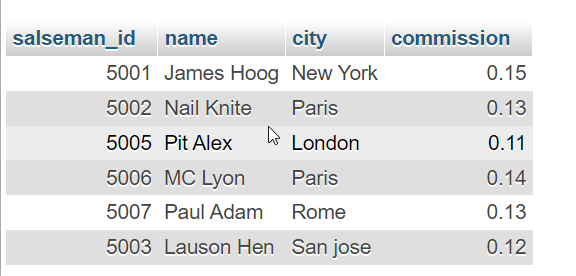 salseman_id name city commission
5001 James Hoog New York 0.15
5002 Nail Knite Paris 0.13
5005 Pit Alex London 0.11
5006 MC Lyon Paris 0.14
5007 Paul Adam Rome 0.13
5003 Lauson Hen San jose 0.12